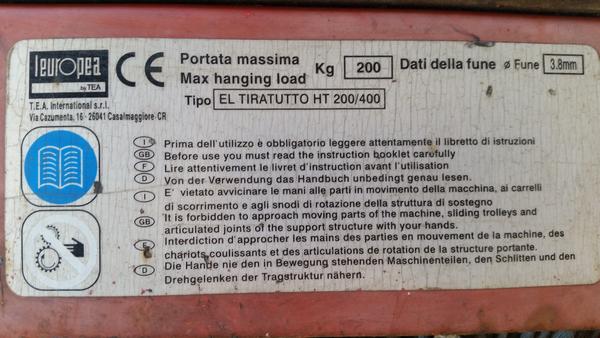 leuropea
by TEA
CE
Portata massima
Max hanging load
Kg 200
Dati della fune ø Fune 3.8mm
Tipo EL TIRATUTTO HT 200/400
T.E.A. International s.r.l.
Via Cazumenta, 16 - 26041 Casalmaggiore-CR
I Prima dell'utilizzo è obbligatorio leggere attentamente il libretto di istruzioni
GB Before use you must read the instruction booklet carefully
F Lire attentivement le livret d'instruction avant l'utilisation
D Von der Verwendung das Handbuch unbedingt genau lesen.
I E' vietato avvicinare le mani alle parti in movimento della macchina, ai carrelli
di scorrimento e agli snodi di rotazione della struttura di sostegno
GB It is forbidden to approach moving parts of the machine, sliding trolleys and
articulated joints of the support structure with your hands.
E Interdiction d'approcher les mains des parties en mouvement de la machine, des
chariots coulissants et des articulations de rotation de la structure portante.
D Die Hande nie den in Bewegung stehenden Maschinenteilen, den Schlitten und den
Drehgelenken der Tragstruktur nähern.